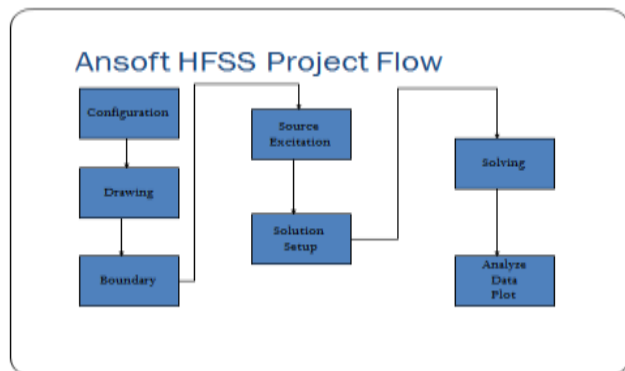 Ansoft HFSS Project Flow
Configuration
Drawing
Boundary
Source
Excitation
Solution
Setup
Solving
Analyze
Data
Plot